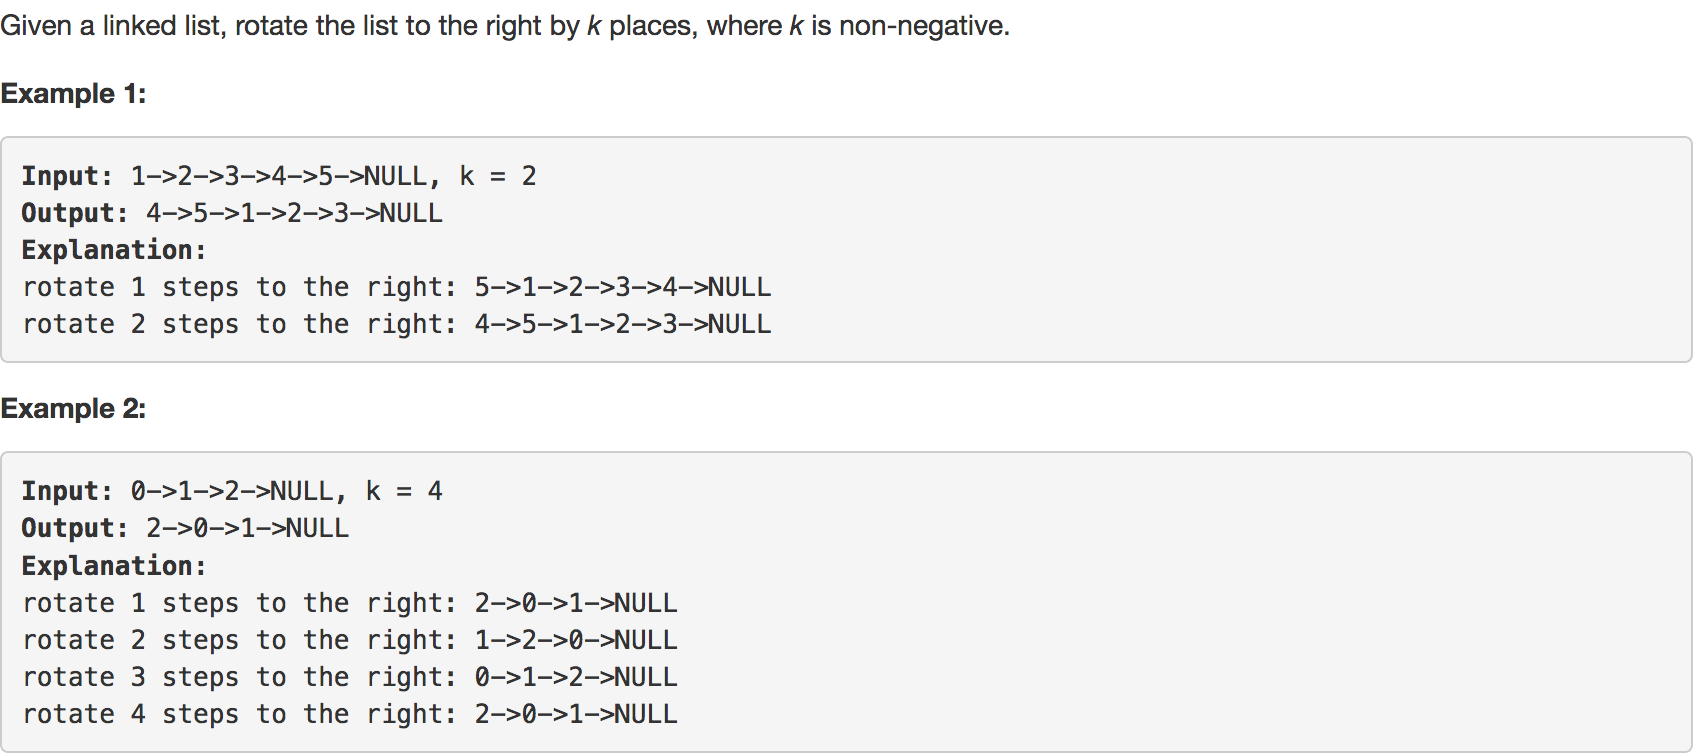 Given a linked list, rotate the list to the right by k places, where k is non-negative.
Example 1:
Input: 1->2->3->4->5->NULL, k = 2
Output: 4->5->1->2->3->NULL
Explanation:
rotate 1 steps to the right: 5->1->2->3->4->NULL
rotate 2 steps to the right: 4->5->1->2->3->NULL
Example 2:
Input: 0->1->2->NULL, k = 4
Output: 2->0->1->NULL
Explanation:
rotate 1 steps to the right: 2->0->1->NULL
rotate 2 steps to the right: 1->2->0->NULL
rotate 3 steps to the right: 0->1->2->NULL
rotate 4 steps to the right: 2->0->1->NULL